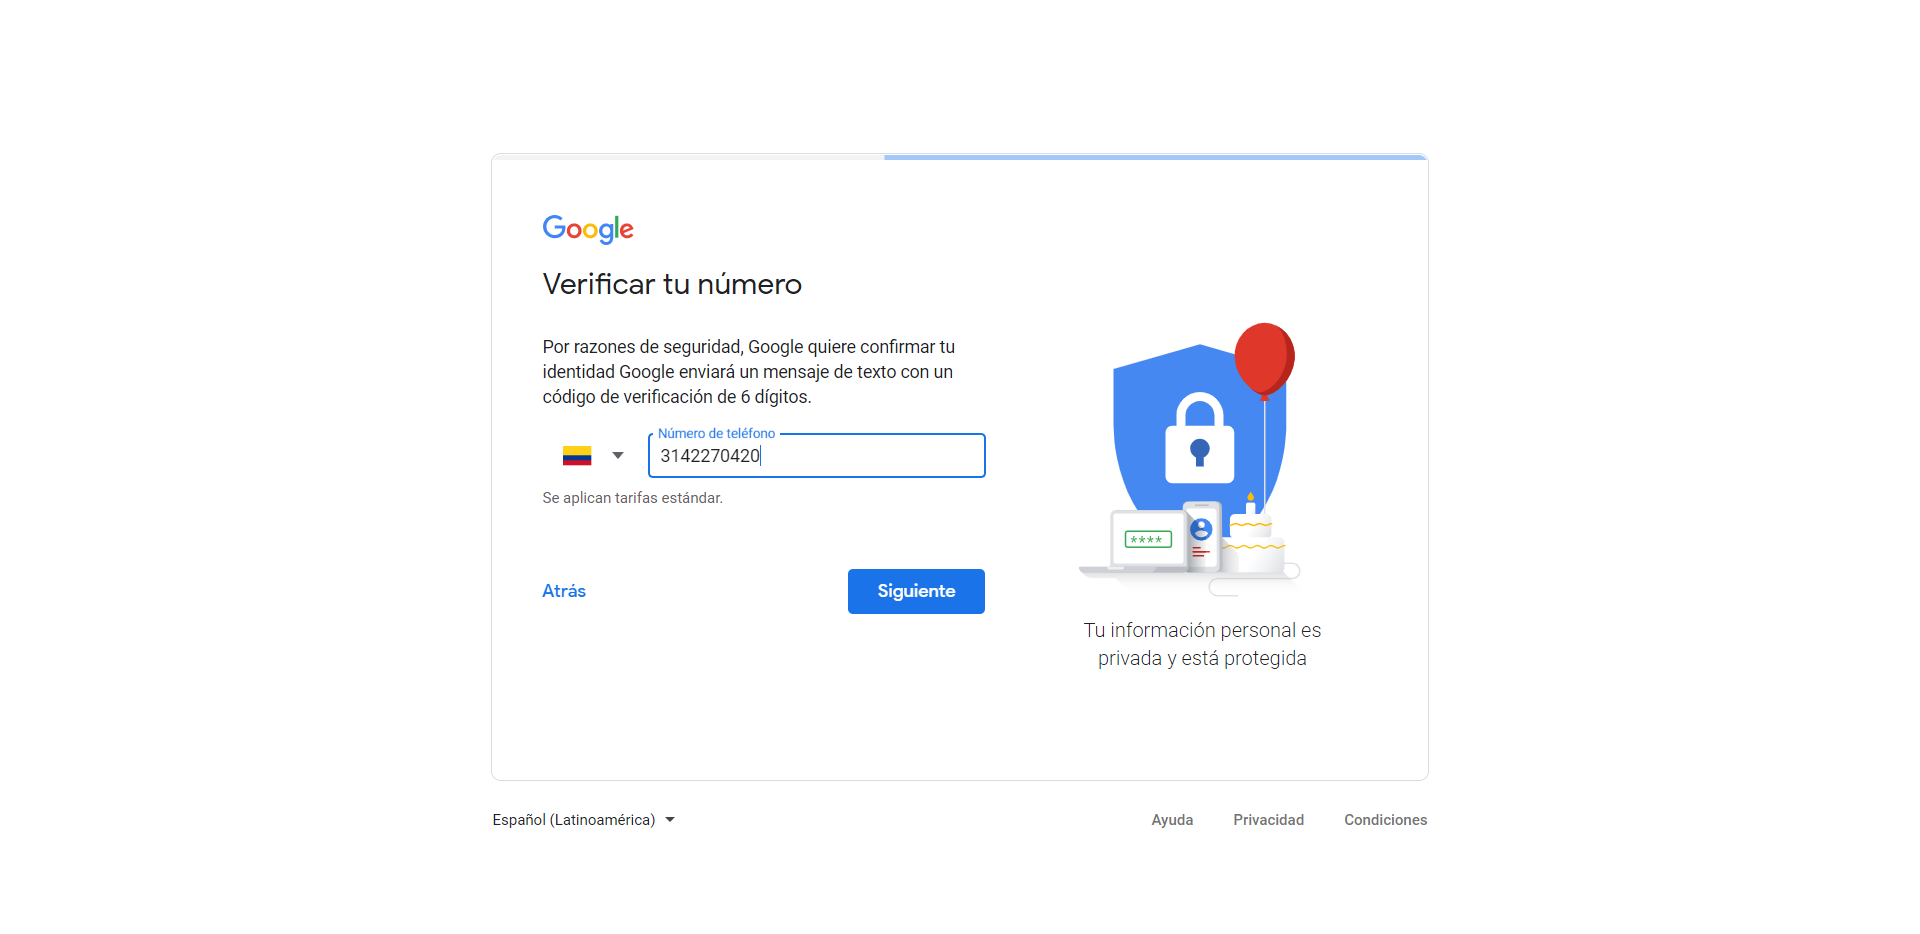 Google
Verificar tu número
Por razones de seguridad, Google quiere confirmar tu
identidad Google enviará un mensaje de texto con un
código de verificación de 6 dígitos.
Número de teléfono
3142270420
Se aplican tarifas estándar.
Atrás
Siguiente
****
Tu información personal es
privada y está protegida
Español (Latinoamérica)
Ayuda
Privacidad
Condiciones